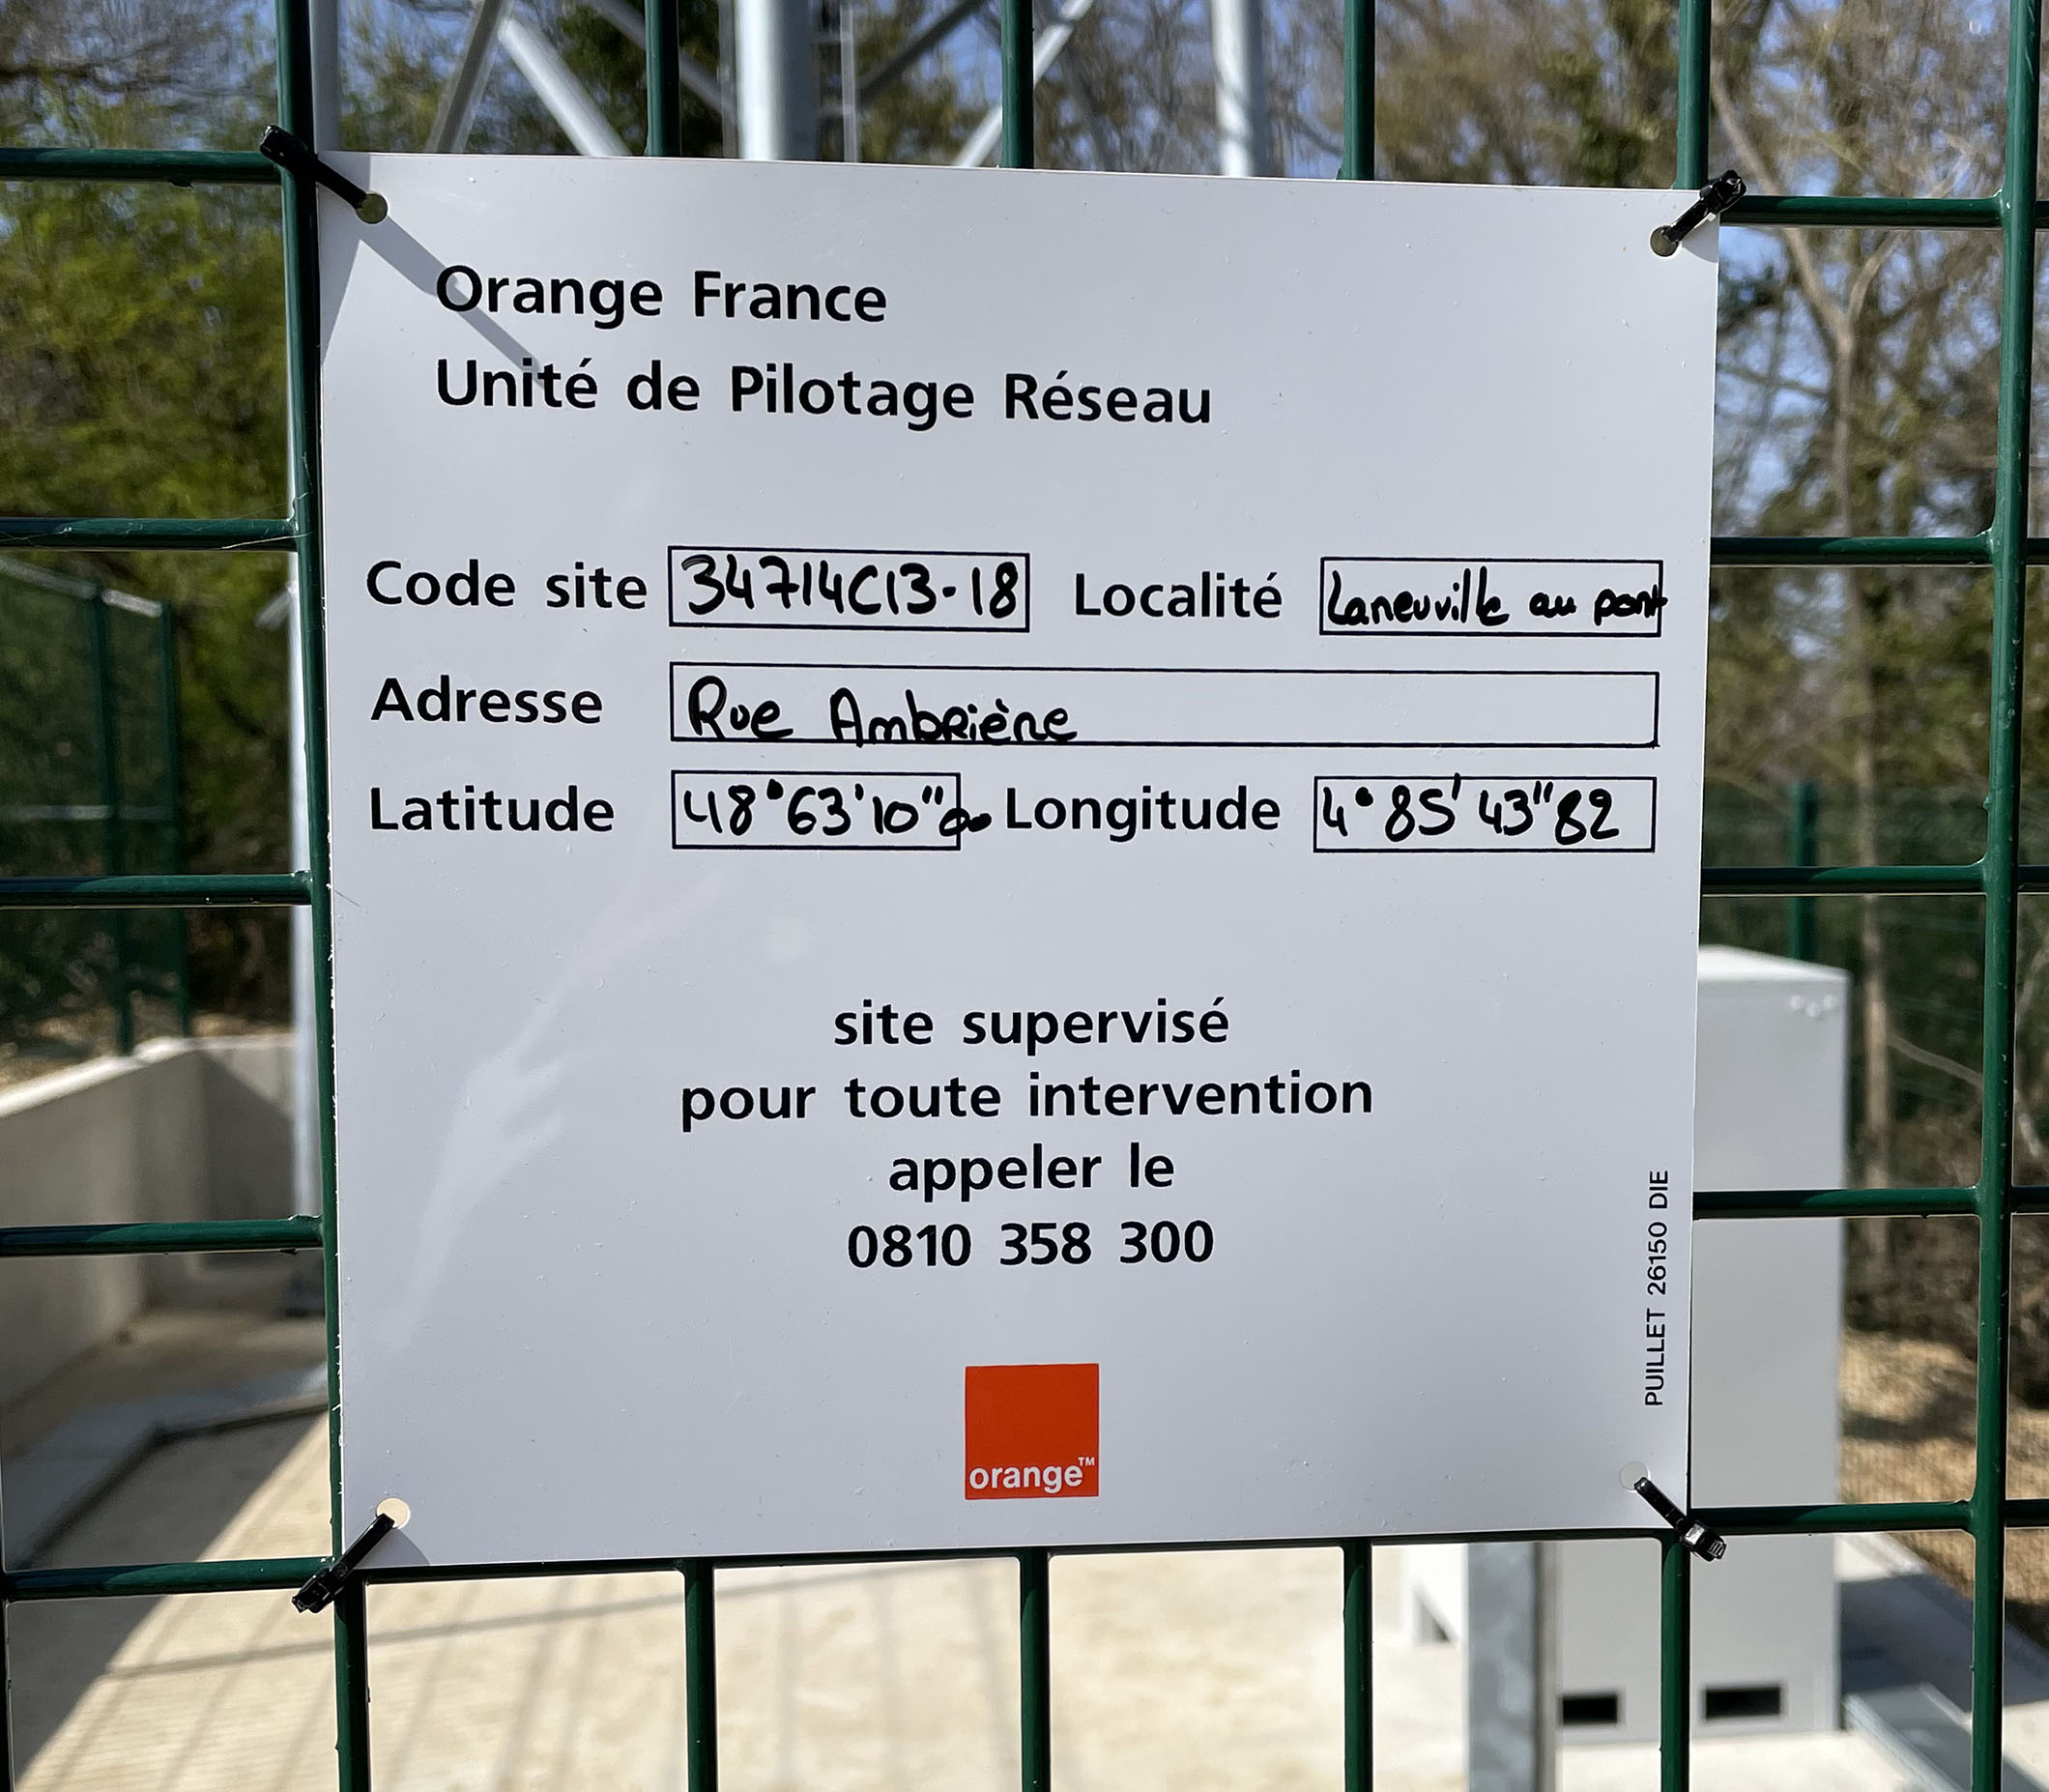 Orange France
Unité de Pilotage Réseau
Code site 34714C13-18 Localité Laneuville au pont
Adresse Rue Ambrière
Latitude 48°63'10" Longitude 4°85'43"82
site supervisé
pour toute intervention
appeler le
0810 358 300
orange™
PUILLET 26150 DIE